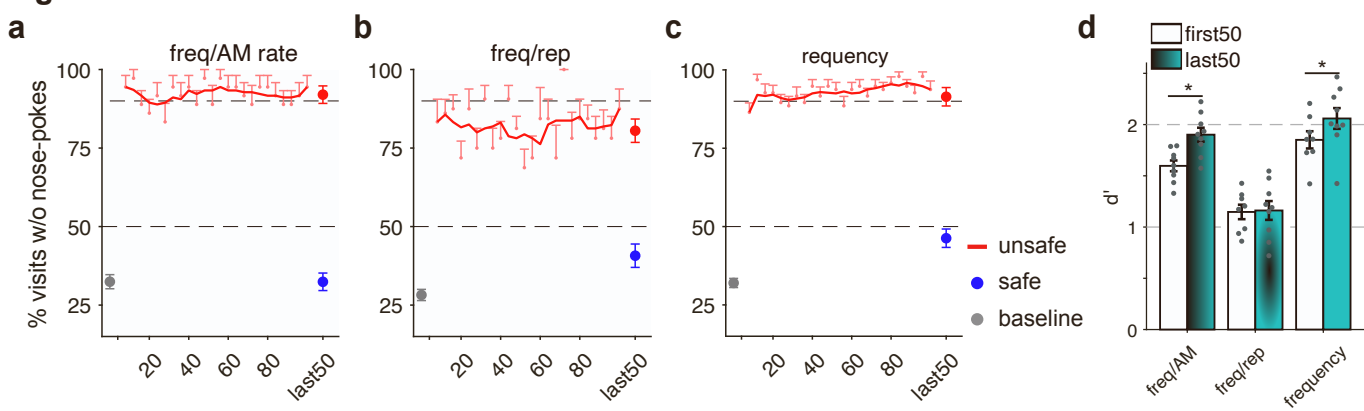 a
freq/AM rate
b
freq/rep
c
requency
d
first50
last50
% visits w/o nose-pokes
100
75
50
25
20
40
60
80
last50
100
75
50
25
20
40
60
80
last50
100
75
50
25
20
40
60
80
last50
unsafe
safe
baseline
d'
2
1
0
*
*
freq/AM
freq/rep
frequency